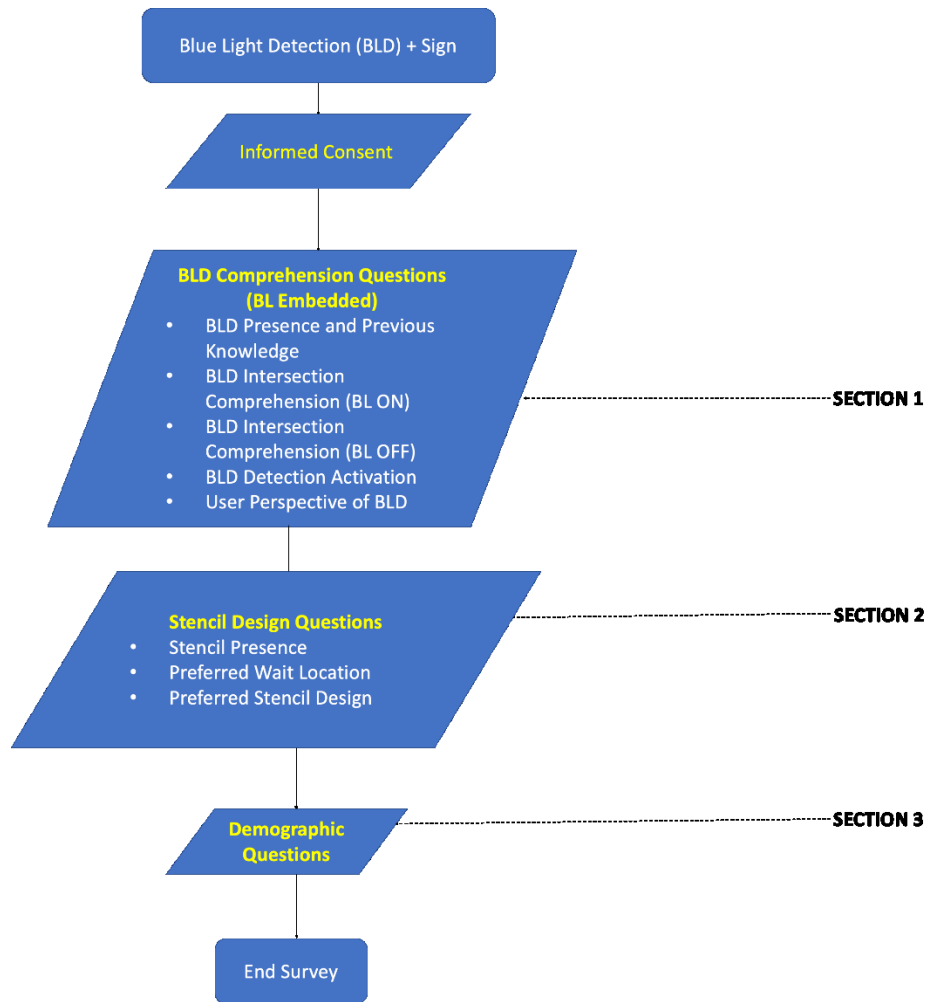 Blue Light Detection (BLD) + Sign
Informed Consent
BLD Comprehension Questions
(BL Embedded)
• BLD Presence and Previous
Knowledge
• BLD Intersection
Comprehension (BL ON)
• BLD Intersection
Comprehension (BL OFF)
• BLD Detection Activation
• User Perspective of BLD
SECTION 1
Stencil Design Questions
• Stencil Presence
• Preferred Wait Location
• Preferred Stencil Design
SECTION 2
Demographic
Questions
SECTION 3
End Survey